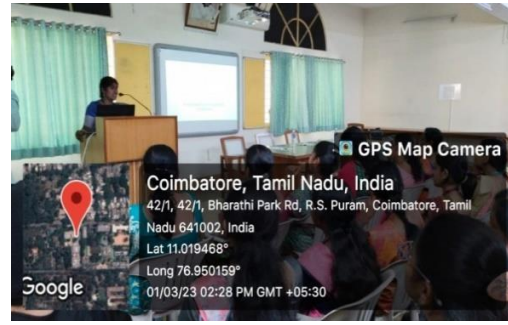 GPS Map Camera
Coimbatore, Tamil Nadu, India
42/1, 42/1, Bharathi Park Rd, R.S. Puram, Coimbatore, Tamil
Nadu 641002, India
Lat 11.019468°
Long 76.950159°
01/03/23 02:28 PM GMT +05:30
Google